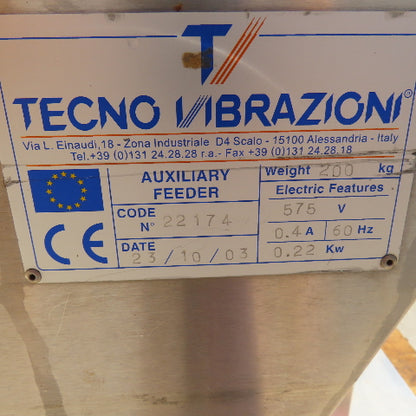 TV
TECNO VIBRAZIONI ®
Via L. Einaudi,18 - Zona Industriale D4 Scalo - 15100 Alessandria - Italy
Tel.+39 (0)131 24.28.28 r.a.- Fax +39 (0)131 24.28.18
AUXILIARY
FEEDER
CODE
N° 22174
DATE
23/10/03
CE
Weight 200 kg
Electric Features
575 V
0.4 A 60 Hz
0.22 Kw